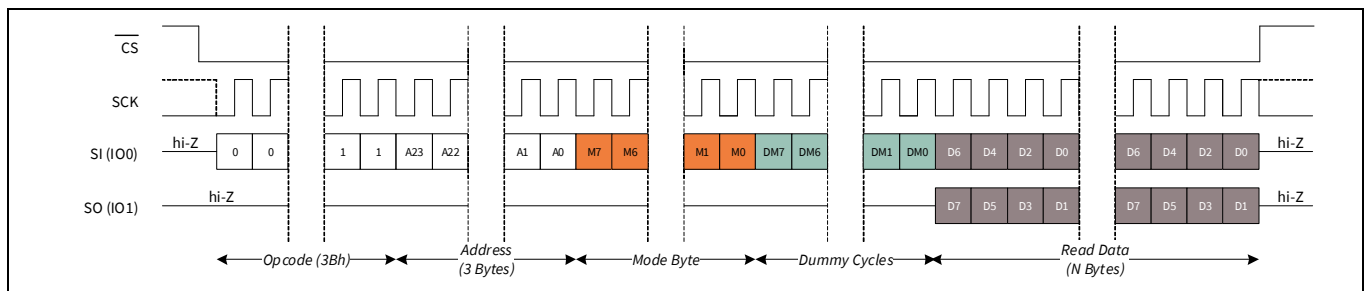 CS
SCK
hi-Z SI (IO0) 0 0 1 1 A23 A22 A1 A0 M7 M6 M1 M0 DM7 DM6 DM1 DM0 D6 D4 D2 D0 D6 D4 D2 D0 hi-Z
SO (IO1) hi-Z D7 D5 D3 D1 D7 D5 D3 D1 hi-Z
Opcode (3Bh) Address (3 Bytes) Mode Byte Dummy Cycles Read Data (N Bytes)